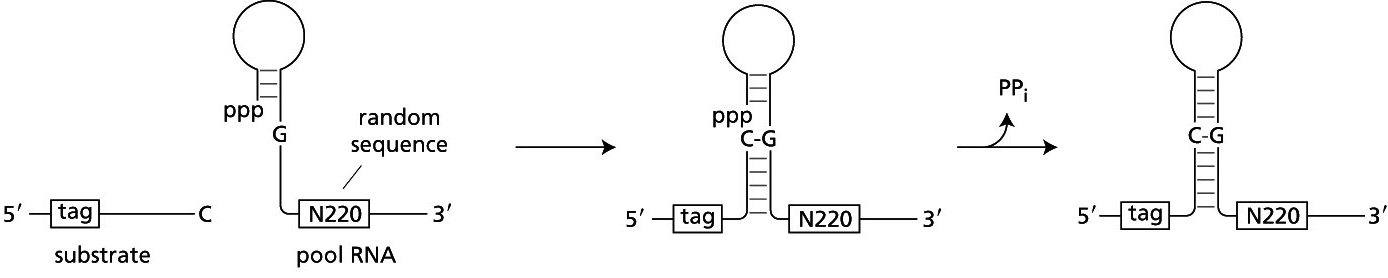 ppp
G
random
sequence
5′
tag
C
N220
3′
substrate
pool RNA
ppp
C-G
5′
tag
N220
3′
PPi
C-G
5′
tag
N220
3′